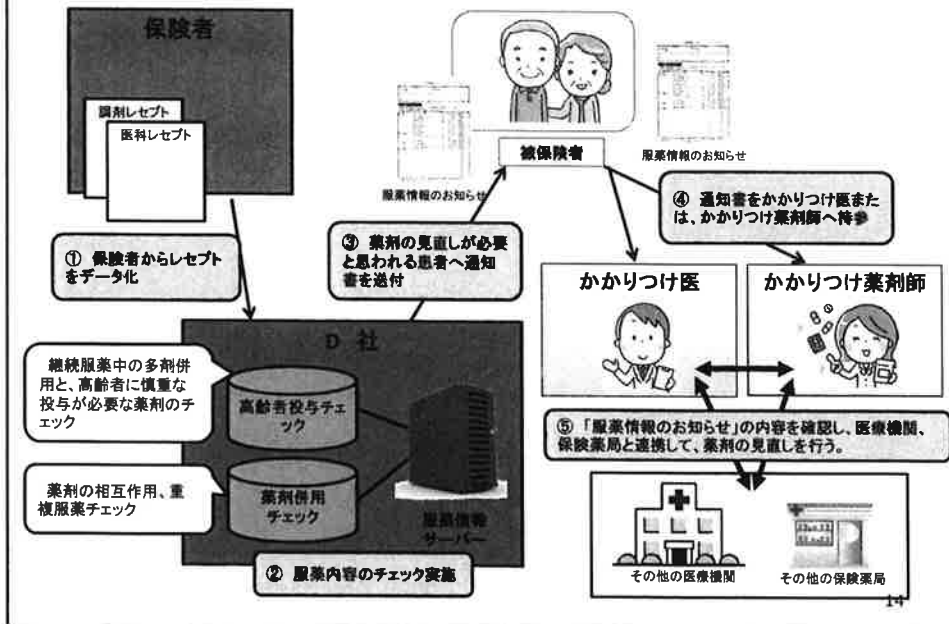 保険者
調剤レセプト
医科レセプト
服薬情報のお知らせ
被保険者
服薬情報のお知らせ
① 保険者からレセプト
をデータ化
③ 薬剤の見直しが必要
と思われる患者へ通知
書を送付
④ 通知書をかかりつけ医また
は、かかりつけ薬剤師へ持参
かかりつけ医
かかりつけ薬剤師
D 社
継続服薬中の多剤併
用と、高齢者に慎重な
投与が必要な薬剤のチ
ェック
高齢者投与チェ
ック
薬剤の相互作用、重
複服薬チェック
薬剤併用
チェック
服薬情報
サーバー
② 服薬内容のチェック実施
⑤ 「服薬情報のお知らせ」の内容を確認し、医療機関、
保険薬局と連携して、薬剤の見直しを行う。
その他の医療機関
その他の保険薬局
14